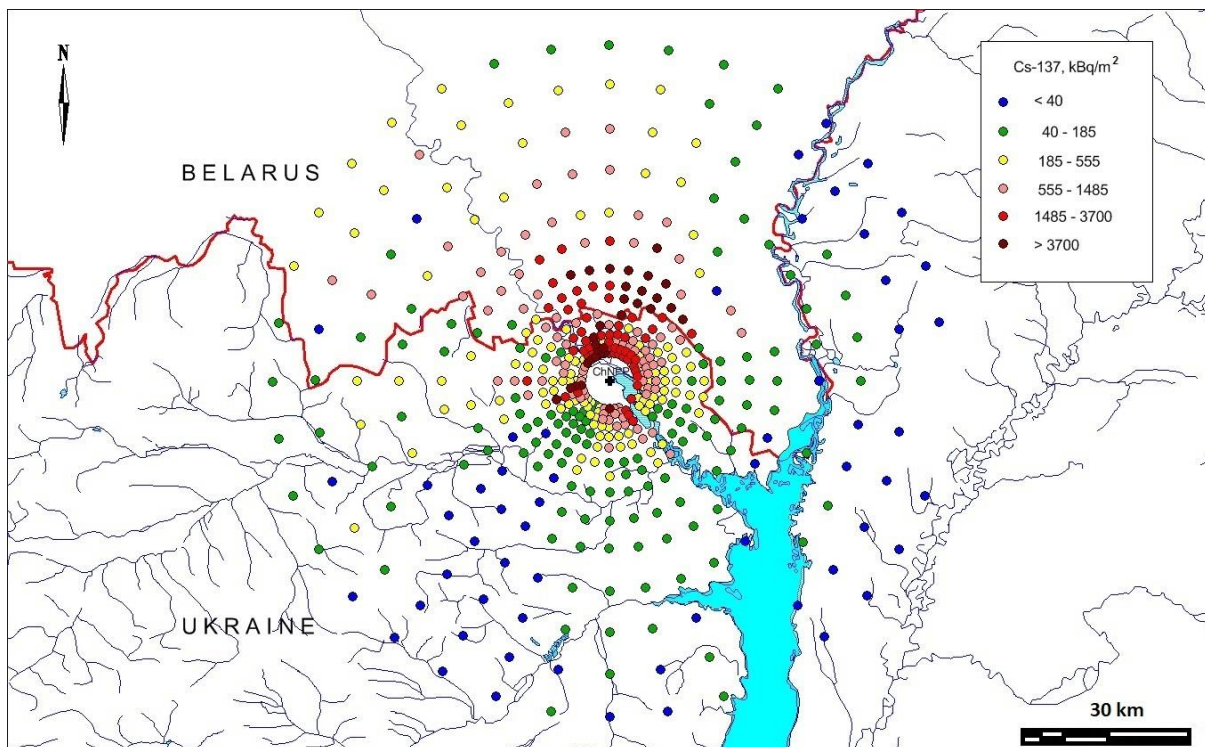 N
Cs-137, kBq/m²
< 40
40 - 185
185 - 555
555 - 1485
1485 - 3700
> 3700
BELARUS
ChNPP
UKRAINE
30 km